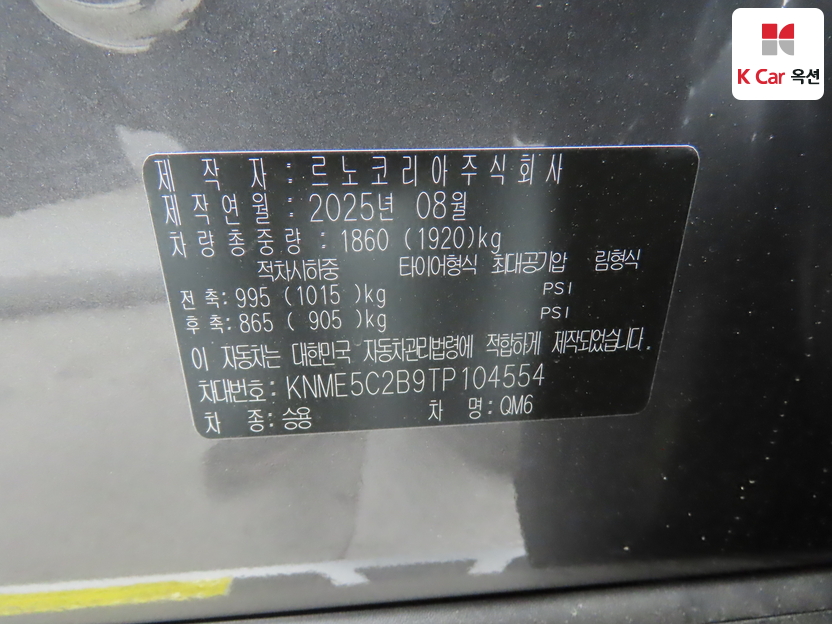 K Car 옥션
제작자: 르노코리아주식회사
제작연월: 2025년 08월
차량총중량: 1860 (1920)kg
적차시하중 타이어형식 최대공기압 림형식
전축: 995 (1015 )kg PSI
후축: 865 ( 905 )kg PSI
이 자동차는 대한민국 자동차관리법령에 적합하게 제작되었습니다.
차대번호: KNME5C2B9TP104554
차 종: 승용 차 명: QM6